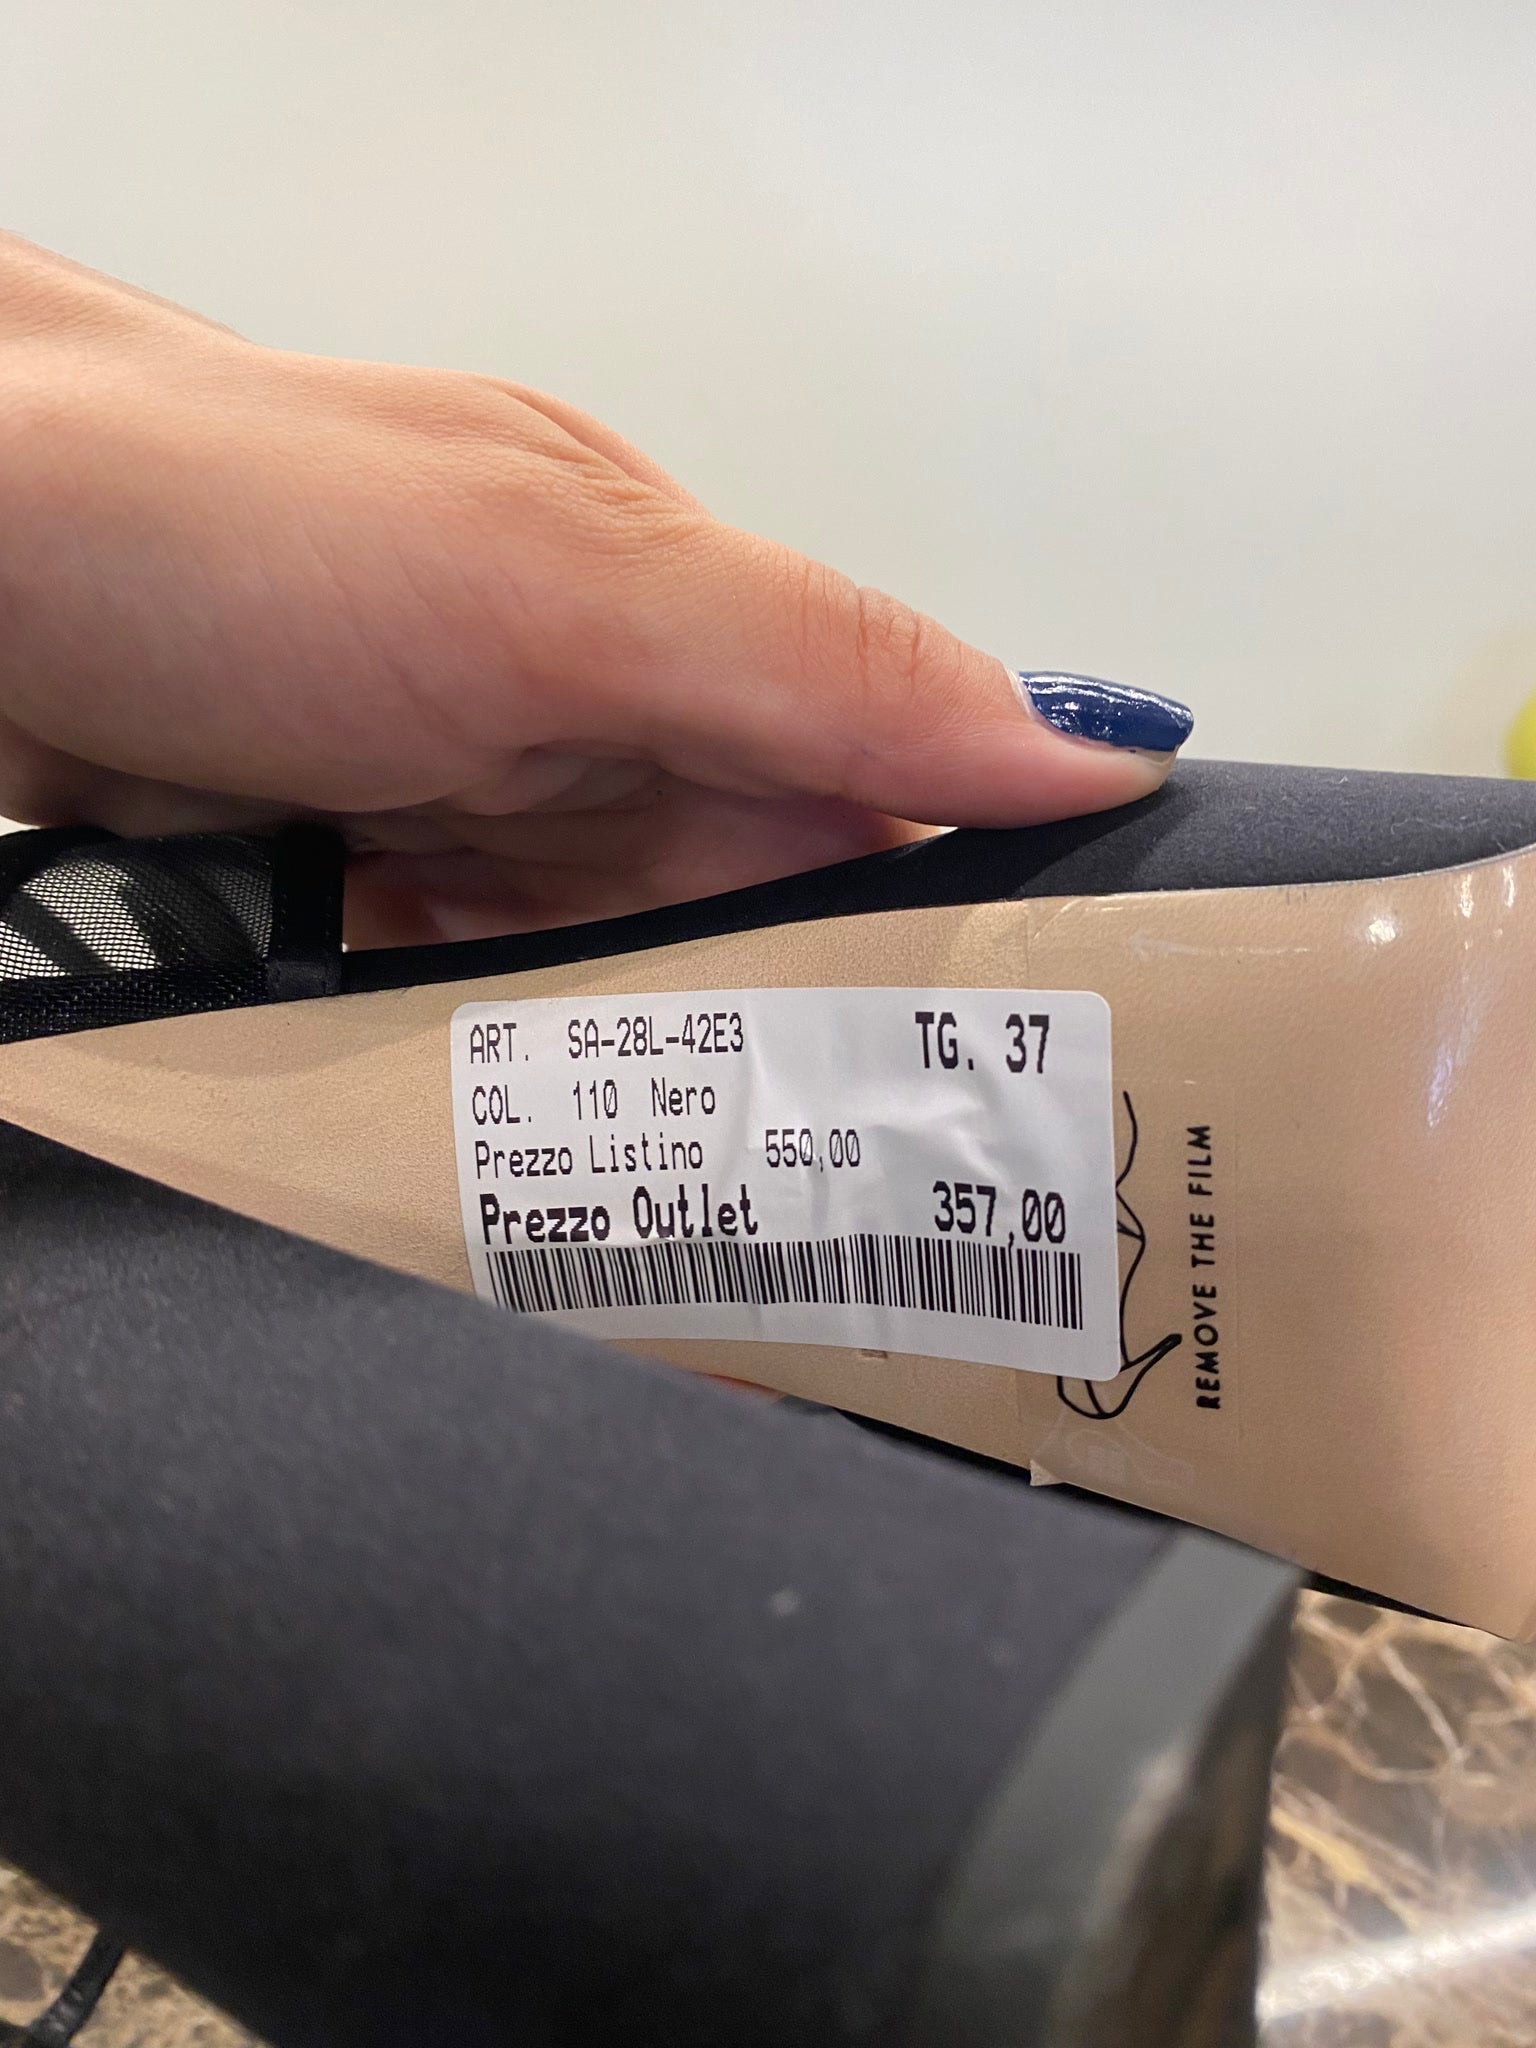 ART. SA-28L-42E3 TG. 37
COL. 110 Nero
Prezzo Listino 550,00
Prezzo Outlet 357,00
REMOVE THE FILM